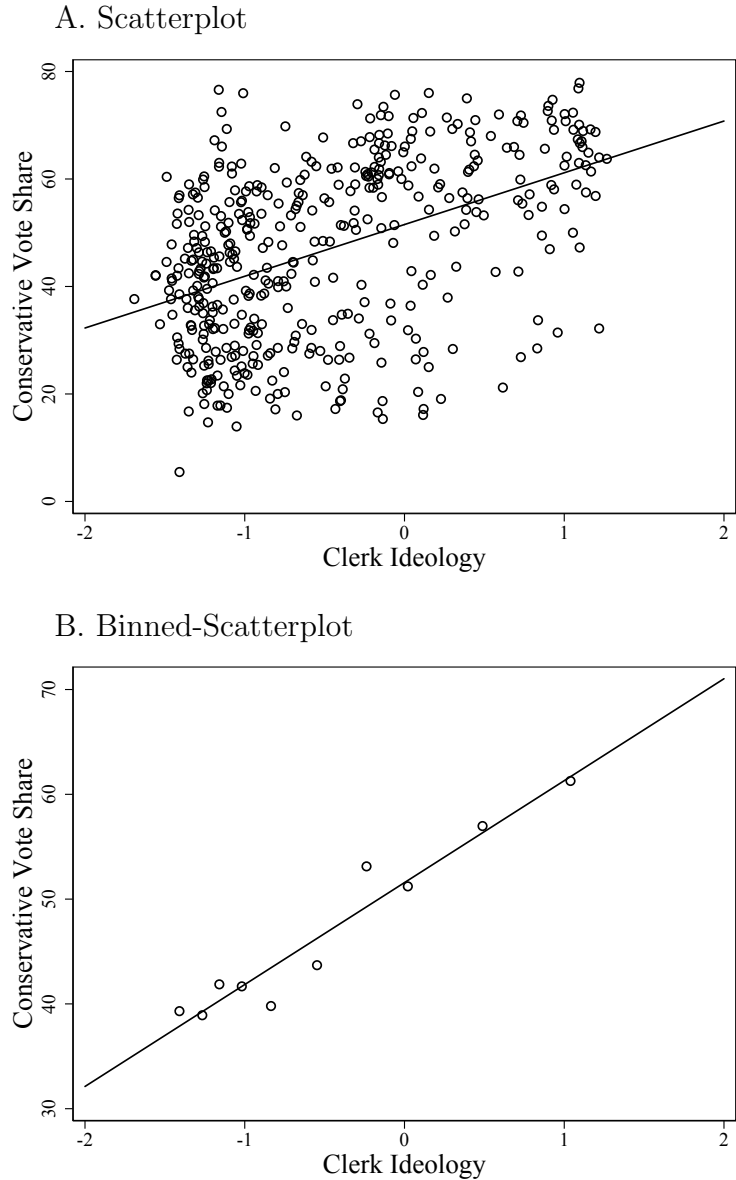 A. Scatterplot
80
60
40
20
0
Conservative Vote Share
-2 -1 0 1 2
Clerk Ideology
B. Binned-Scatterplot
70
60
50
40
30
Conservative Vote Share
-2 -1 0 1 2
Clerk Ideology